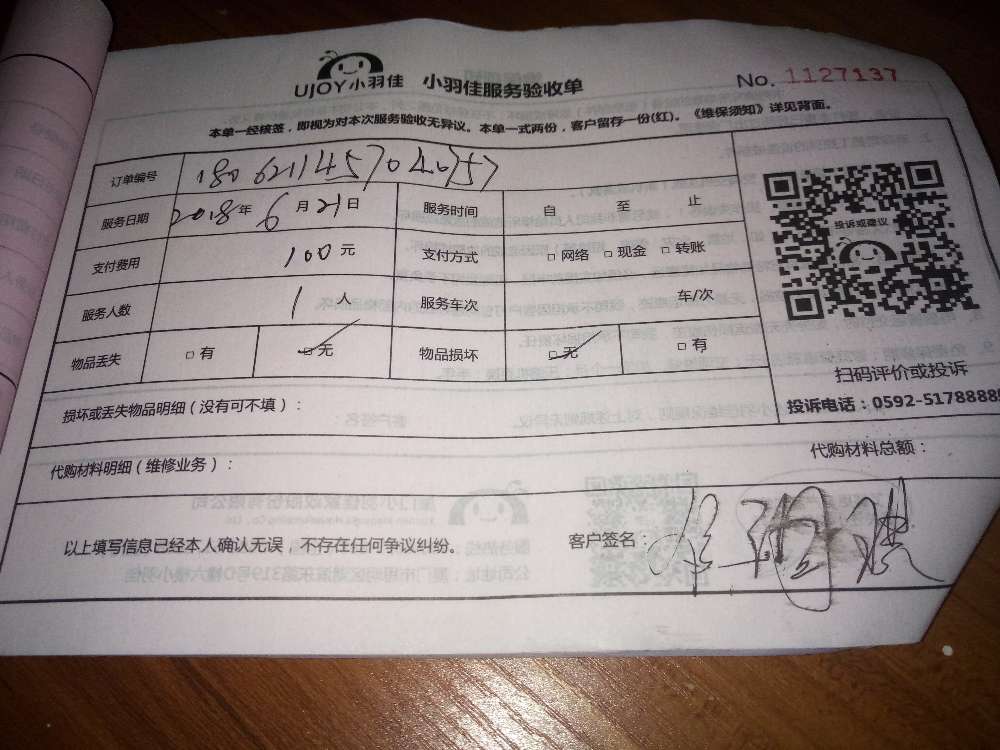 UJOY小羽佳 小羽佳服务验收单 No. 1127137
本单一经核签，即视为对本次服务验收无异议。本单一式两份，客户留存一份(红)。《维保须知》详见背面。
订单编号
服务日期 2018年6月21日 服务时间 自 至 止
支付费用 100元 支付方式 □网络 □现金 □转账
服务人数 1人 服务车次 车/次
物品丢失 □有 □无 物品损坏 □无 □有
投诉或建议
扫码评价或投诉
投诉电话：0592-5178888
损坏或丢失物品明细（没有可不填）：
代购材料明细（维修业务）： 代购材料总额：
以上填写信息已经本人确认无误，不存在任何争议纠纷。 客户签名：